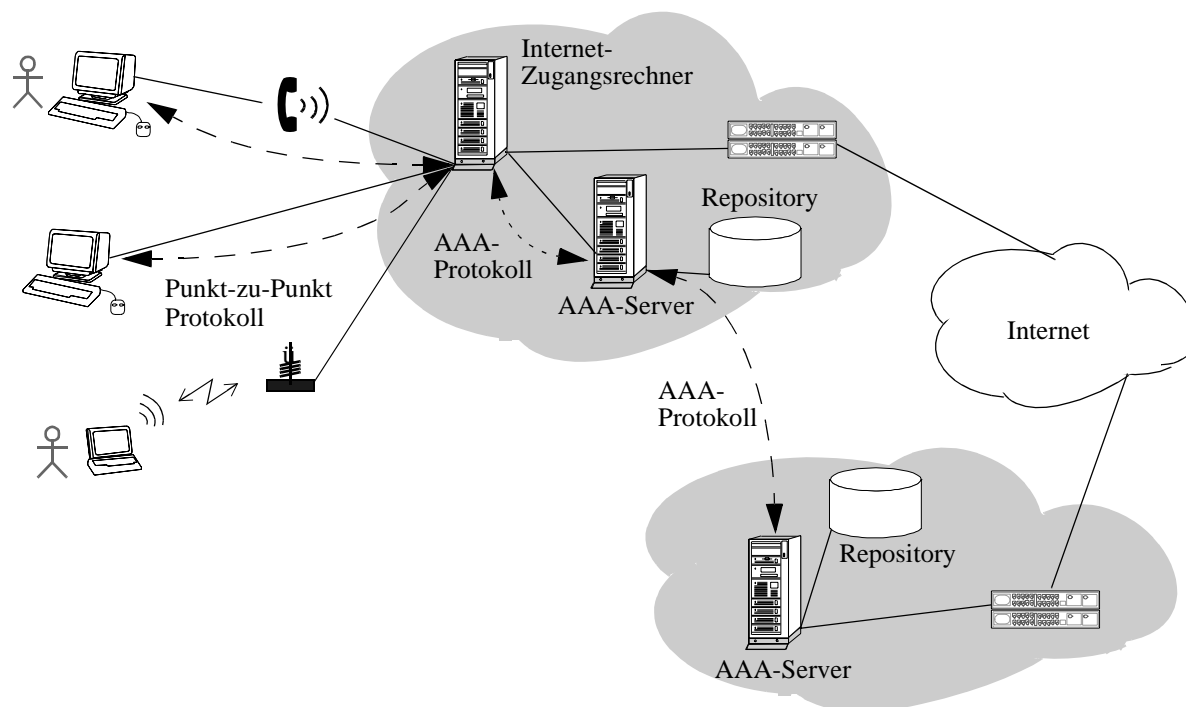 Internet-
Zugangsrechner
Repository
AAA-
Protokoll
AAA-Server
Punkt-zu-Punkt
Protokoll
ü
Internet
AAA-
Protokoll
Repository
AAA-Server